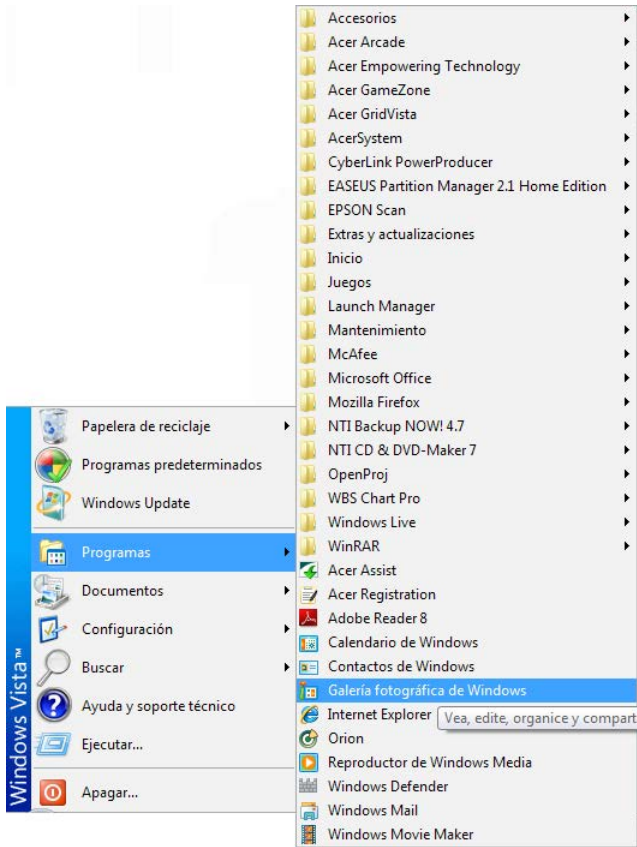 Accesorios
Acer Arcade
Acer Empowering Technology
Acer GameZone
Acer GridVista
AcerSystem
CyberLink PowerProducer
EASEUS Partition Manager 2.1 Home Edition
EPSON Scan
Extras y actualizaciones
Inicio
Juegos
Launch Manager
Mantenimiento
McAfee
Microsoft Office
Mozilla Firefox
NTI Backup NOW! 4.7
NTI CD & DVD-Maker 7
OpenProj
WBS Chart Pro
Windows Live
WinRAR
Acer Assist
Acer Registration
Adobe Reader 8
Calendario de Windows
Contactos de Windows
Galería fotográfica de Windows
Internet Explorer
Vea, edite, organice y compart
Orion
Reproductor de Windows Media
Windows Defender
Windows Mail
Windows Movie Maker
Papelera de reciclaje
Programas predeterminados
Windows Update
Programas
Documentos
Configuración
Buscar
Ayuda y soporte técnico
Ejecutar...
Apagar...
Windows Vista™